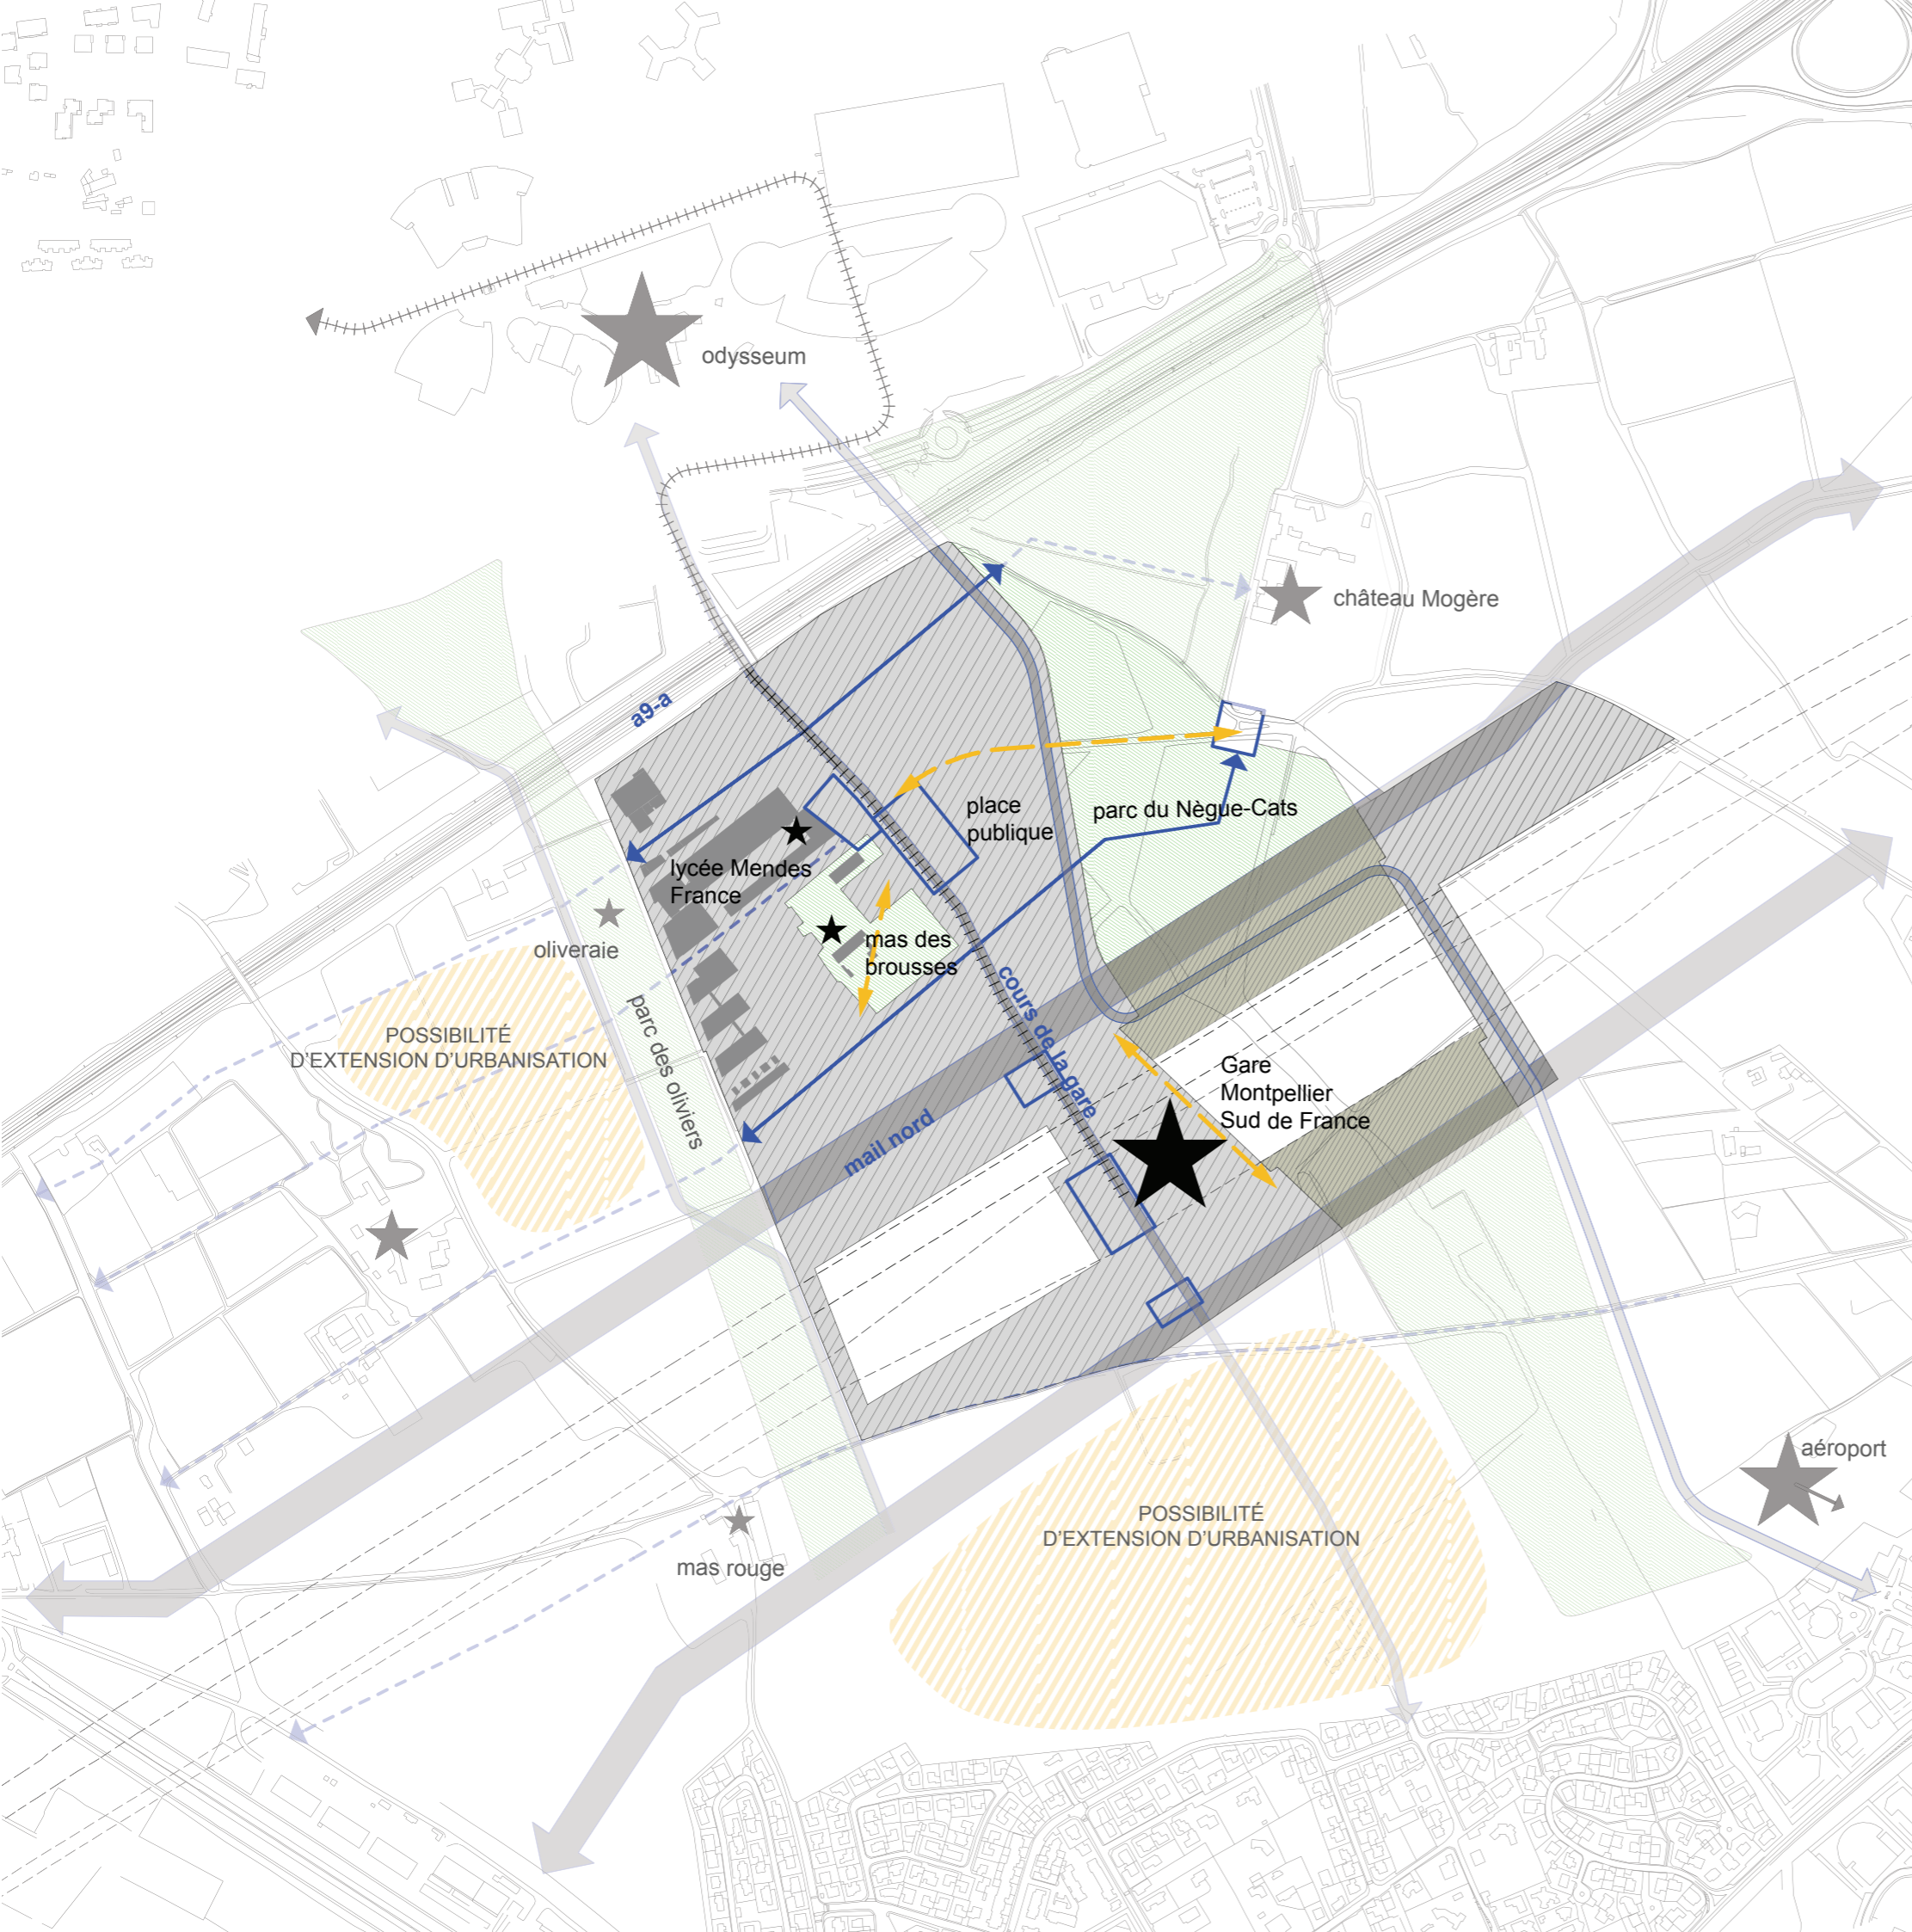 odysseum
château Mogère
a9-a
place
publique
parc du Nègue-Cats
lycée Mendes
France
oliveraie
mas des
brousses
cours de la gare
parc des oliviers
POSSIBILITÉ
D'EXTENSION D'URBANISATION
Gare
Montpellier
Sud de France
mail nord
aéroport
POSSIBILITÉ
D'EXTENSION D'URBANISATION
mas rouge